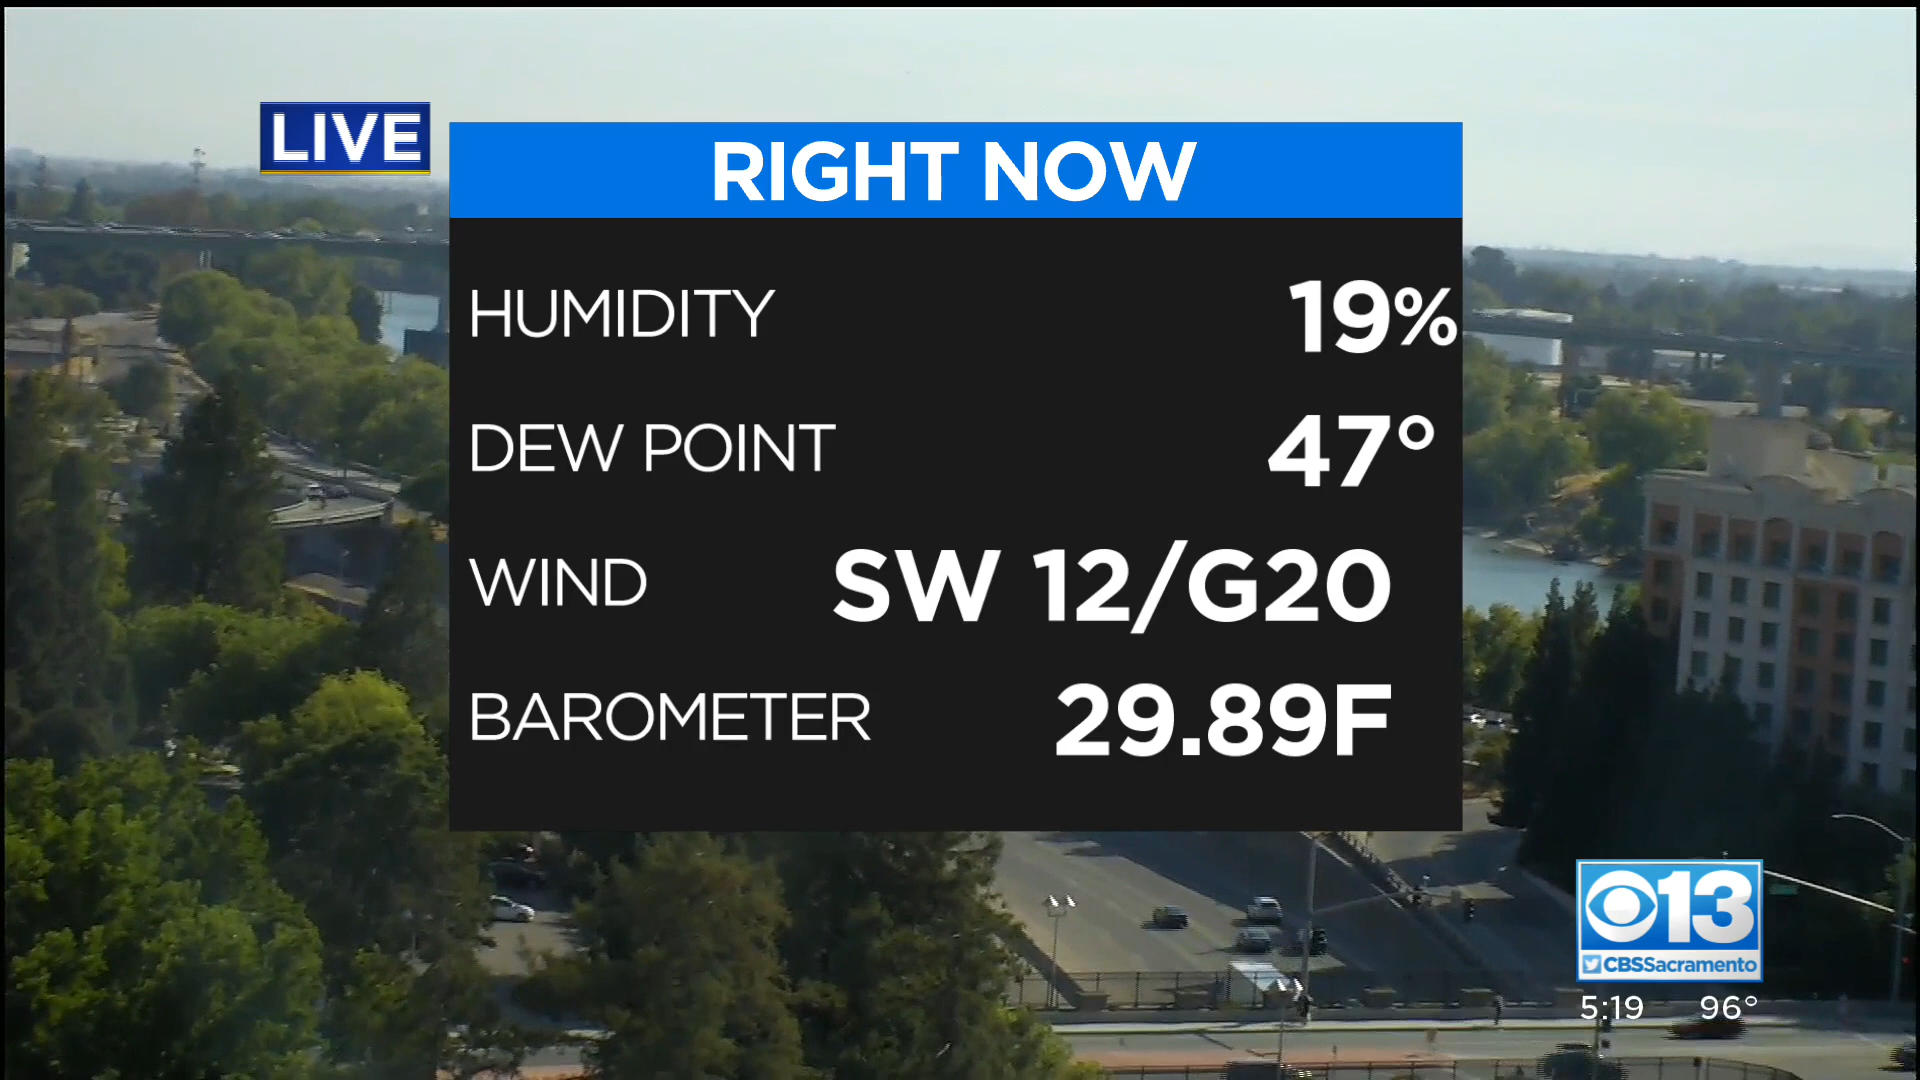 LIVE
RIGHT NOW
HUMIDITY 19%
DEW POINT 47°
WIND SW 12/G20
BAROMETER 29.89F
13
CBSSacramento
5:19 96°